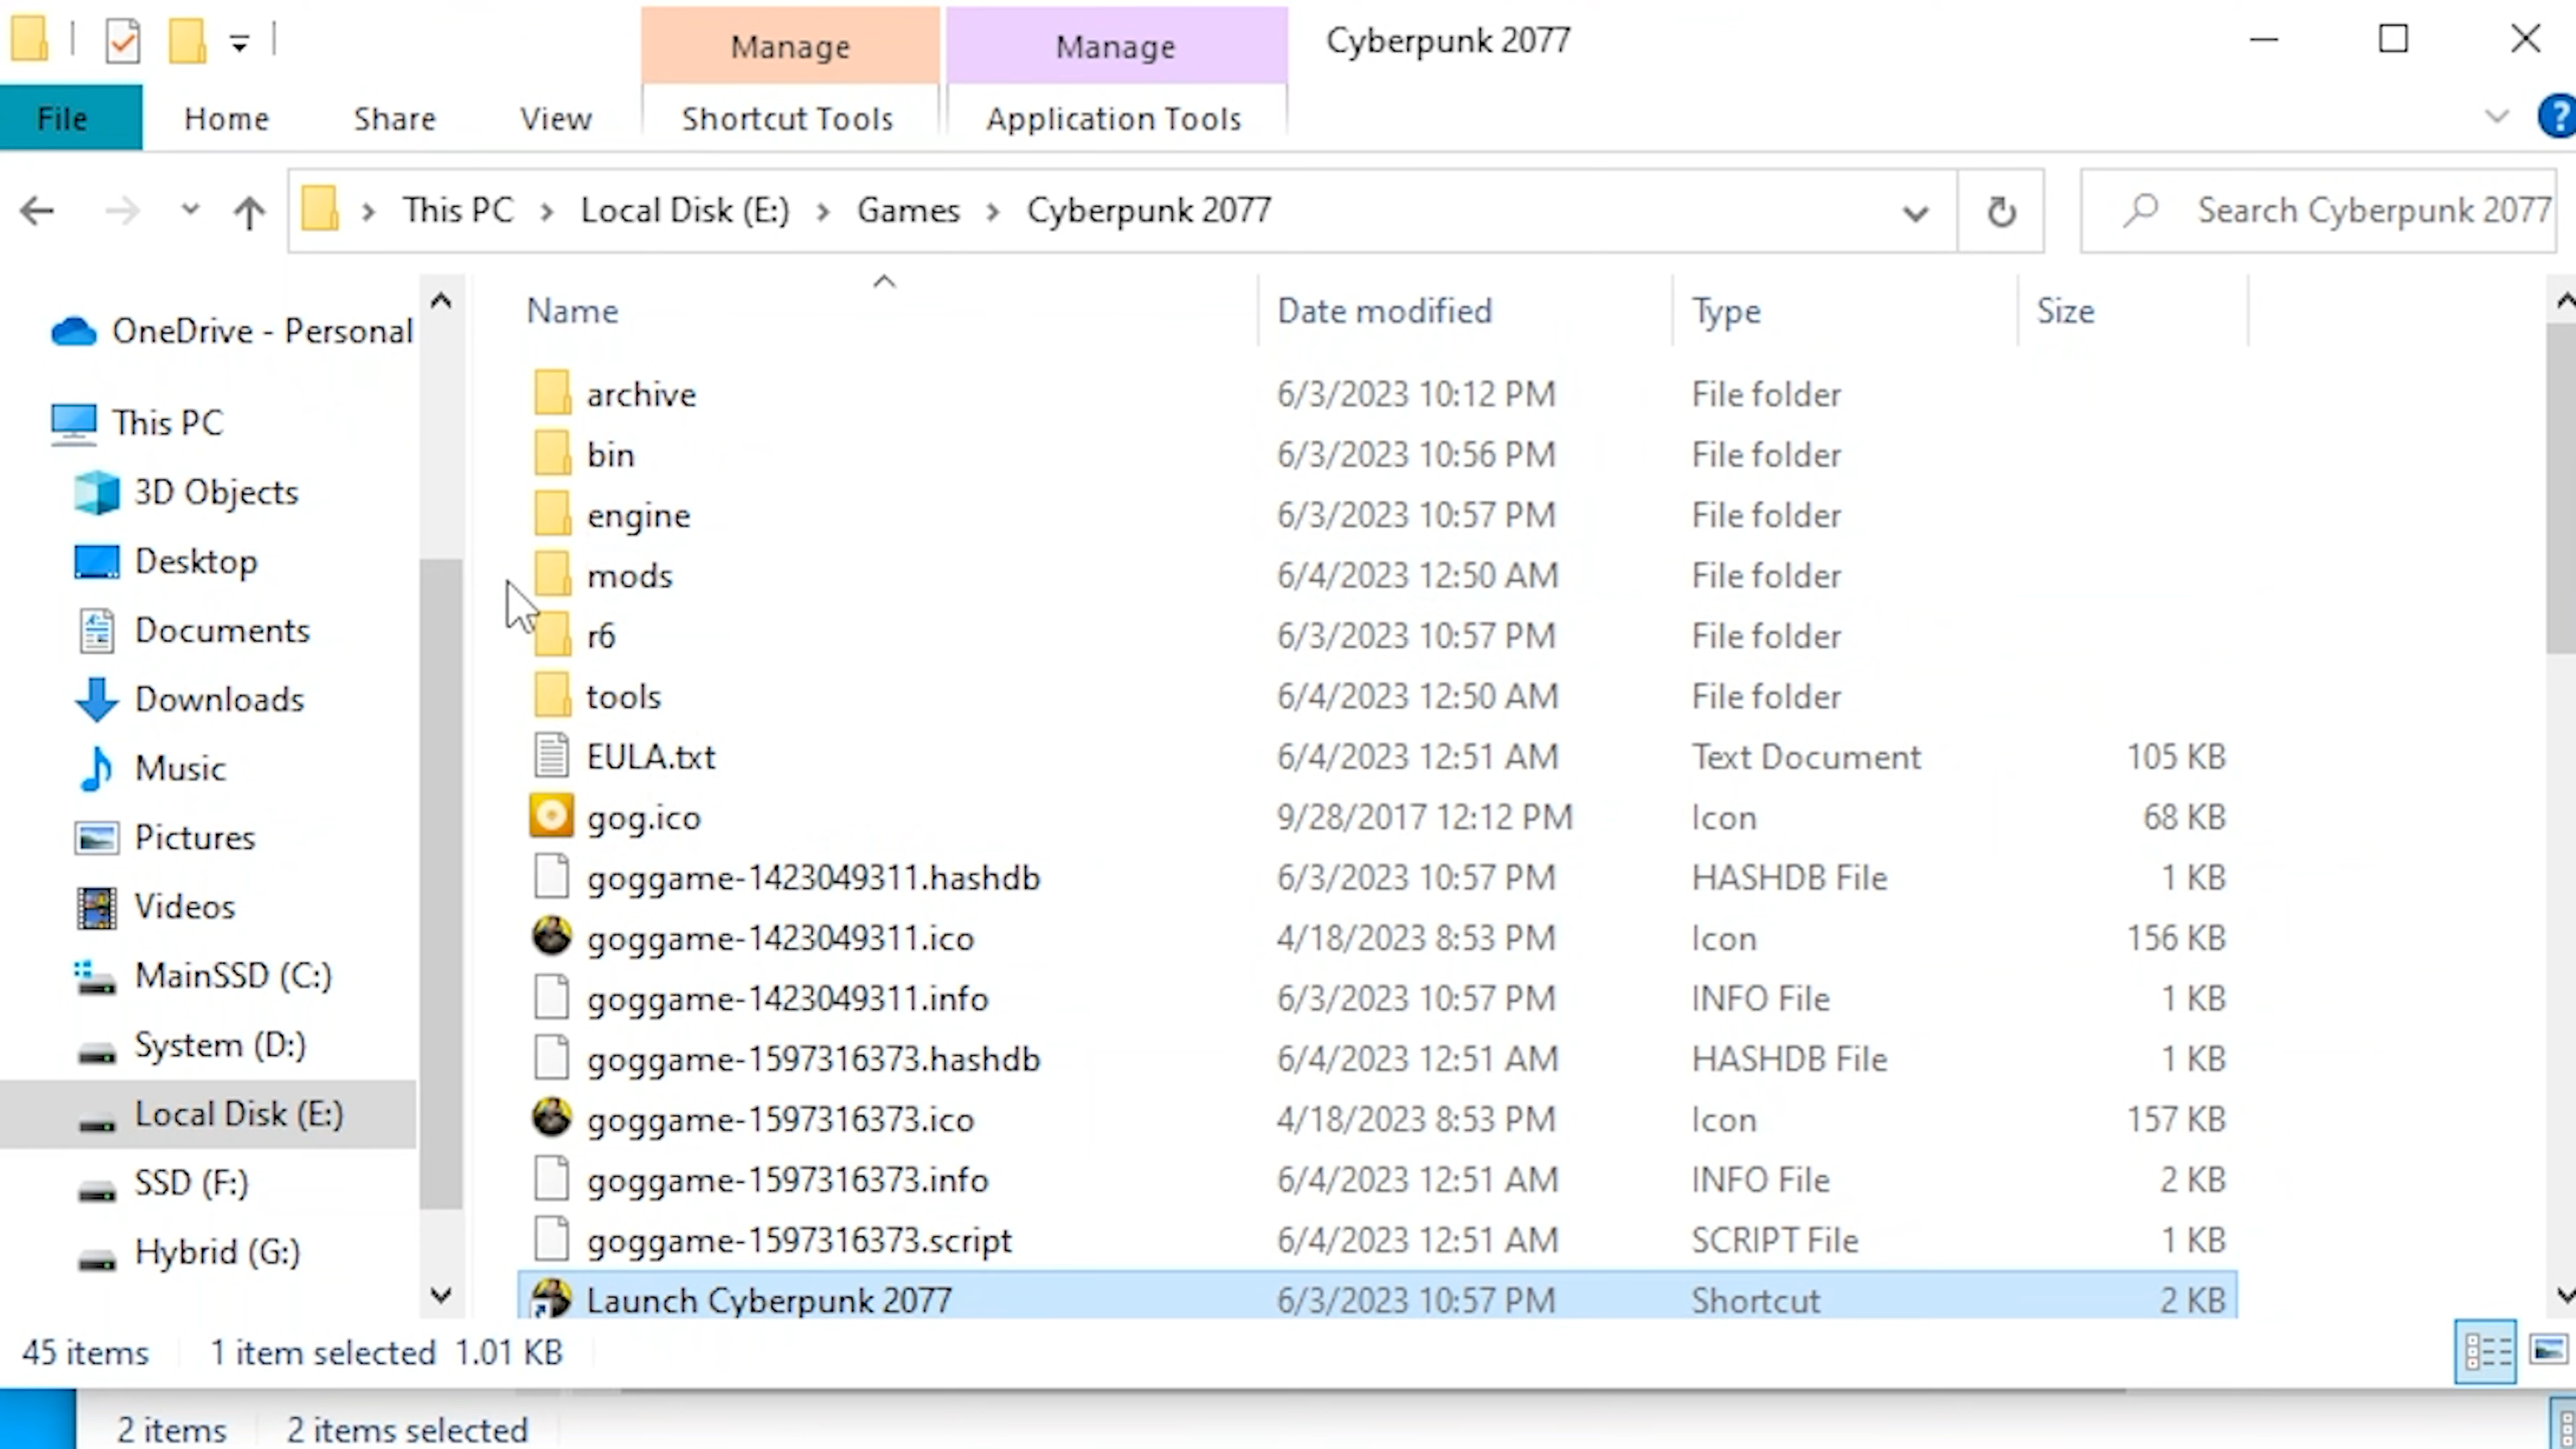 Manage Manage Cyberpunk 2077
File Home Share View Shortcut Tools Application Tools ?
This PC Local Disk (E:) Games Cyberpunk 2077 Search Cyberpunk 2077
OneDrive - Personal
This PC
3D Objects
Desktop
Documents
Downloads
Music
Pictures
Videos
MainSSD (C:)
System (D:)
Local Disk (E:)
SSD (F:)
Hybrid (G:)
Name Date modified Type Size
archive 6/3/2023 10:12 PM File folder
bin 6/3/2023 10:56 PM File folder
engine 6/3/2023 10:57 PM File folder
mods 6/4/2023 12:50 AM File folder
r6 6/3/2023 10:57 PM File folder
tools 6/4/2023 12:50 AM File folder
EULA.txt 6/4/2023 12:51 AM Text Document 105 KB
gog.ico 9/28/2017 12:12 PM Icon 68 KB
goggame-1423049311.hashdb 6/3/2023 10:57 PM HASHDB File 1 KB
goggame-1423049311.ico 4/18/2023 8:53 PM Icon 156 KB
goggame-1423049311.info 6/3/2023 10:57 PM INFO File 1 KB
goggame-1597316373.hashdb 6/4/2023 12:51 AM HASHDB File 1 KB
goggame-1597316373.ico 4/18/2023 8:53 PM Icon 157 KB
goggame-1597316373.info 6/4/2023 12:51 AM INFO File 2 KB
goggame-1597316373.script 6/4/2023 12:51 AM SCRIPT File 1 KB
Launch Cyberpunk 2077 6/3/2023 10:57 PM Shortcut 2 KB
45 items 1 item selected 1.01 KB
2 items 2 items selected